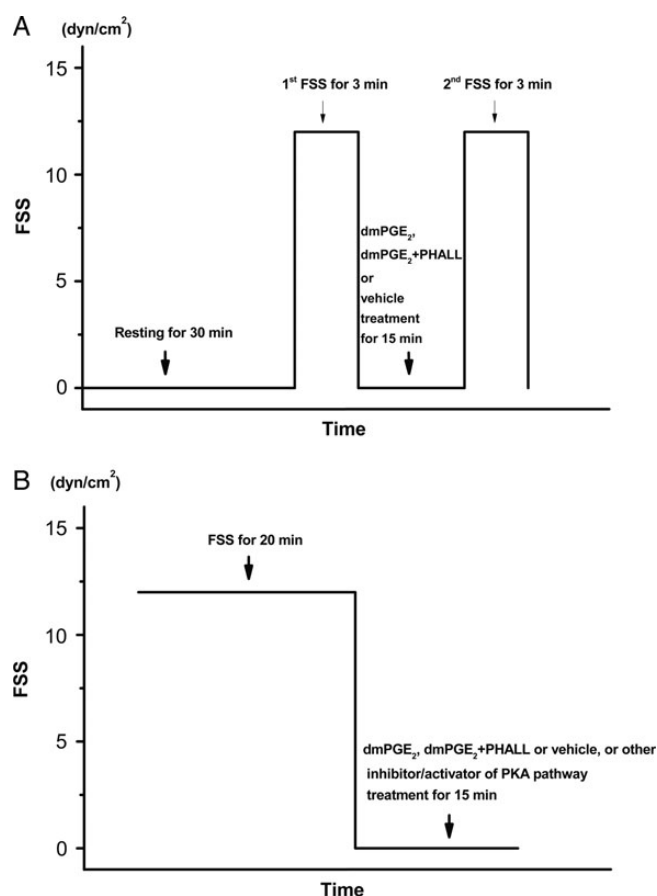 A
(dyn/cm²)
15
10
5
0
FSS
1st FSS for 3 min
2nd FSS for 3 min
dmPGE₂,
dmPGE₂+PHALL
or
vehicle
treatment
for 15 min
Resting for 30 min
Time
B
(dyn/cm²)
15
10
5
0
FSS
FSS for 20 min
dmPGE₂, dmPGE₂+PHALL or vehicle, or other
inhibitor/activator of PKA pathway
treatment for 15 min
Time